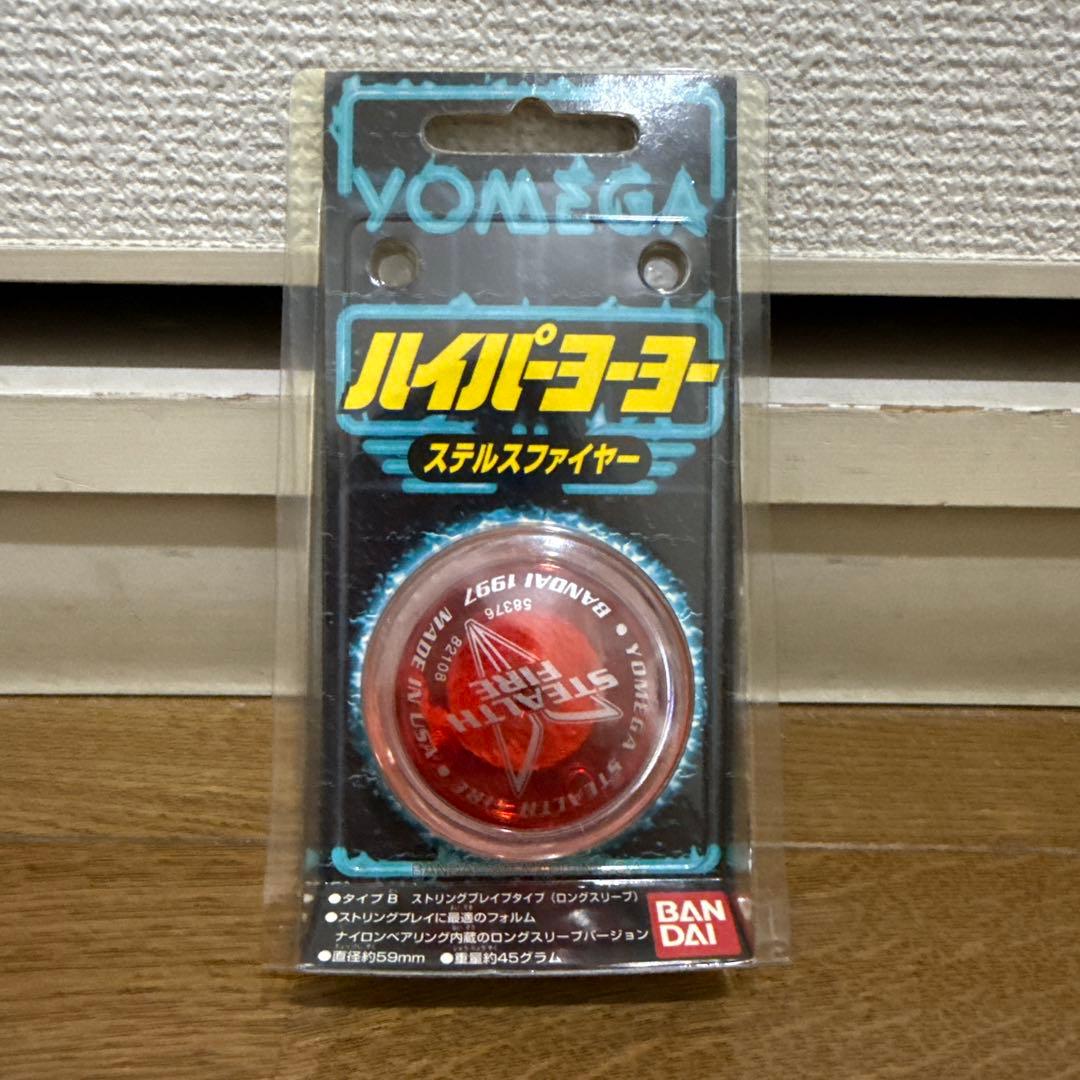 YOMEGA
ハイパーヨーヨー
ステルスファイヤー
• YOMEGA STEALTH FIRE • MADE IN USA • BANDAI 1997
58376
82108
STEALTH
FIRE
●タイプB ストリングプレイプタイプ（ロングスリープ）
●ストリングプレイに最適のフォルム
ナイロンベアリング内蔵のロングスリープバージョン
●直径約59mm ●重量約45グラム
BAN
DAI